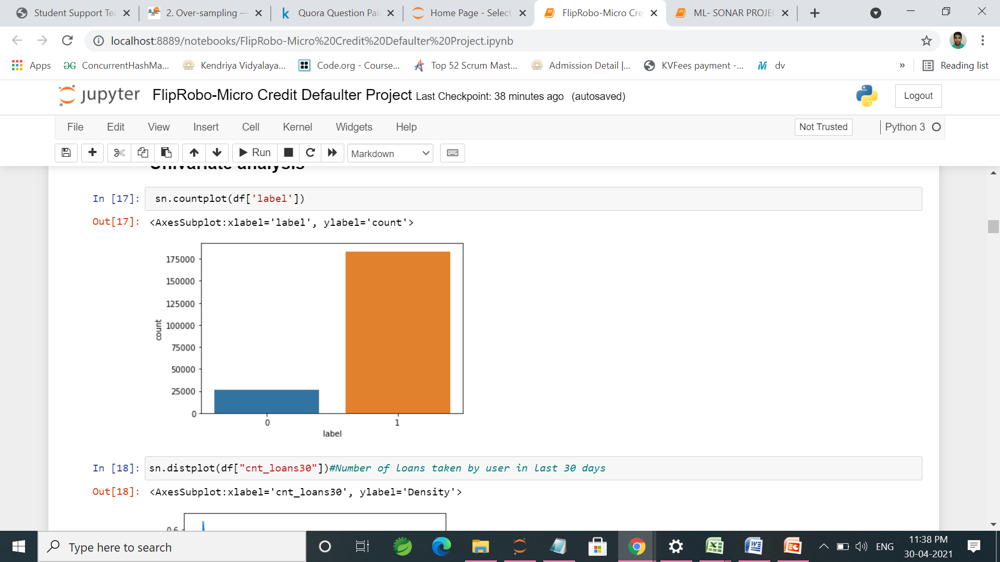 Student Support Te
2. Over-sampling —
Quora Question Pai
Home Page - Select
FlipRobo-Micro Cre
ML- SONAR PROJEC
localhost:8889/notebooks/FlipRobo-Micro%20Credit%20Defaulter%20Project.ipynb
Apps
ConcurrentHashMa...
Kendriya Vidyalaya...
Code.org - Course...
Top 52 Scrum Mast...
Admission Detail |...
KVFees payment -...
dv
»
Reading list
jupyter
FlipRobo-Micro Credit Defaulter Project Last Checkpoint: 38 minutes ago (autosaved)
Logout
File Edit View Insert Cell Kernel Widgets Help
Not Trusted
Python 3
Run
Markdown
Univariate analysis
In [17]: sn.countplot(df['label'])
Out[17]: <AxesSubplot:xlabel='label', ylabel='count'>
175000
150000
125000
100000
75000
50000
25000
0
count
0 1
label
In [18]: sn.distplot(df["cnt_loans30"])#Number of loans taken by user in last 30 days
Out[18]: <AxesSubplot:xlabel='cnt_loans30', ylabel='Density'>
0.6
Type here to search
ENG
11:38 PM
30-04-2021